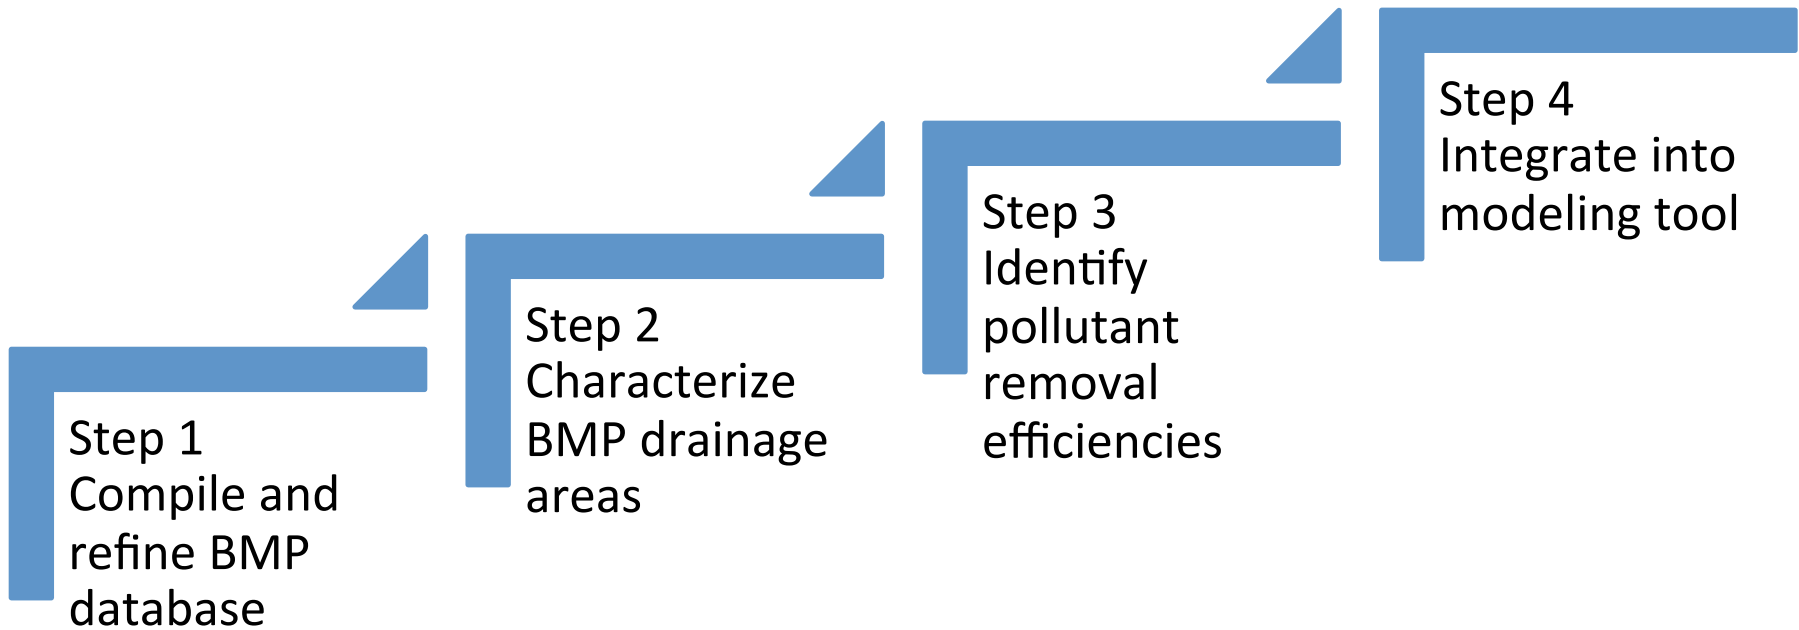 Step 1
Compile and
refine BMP
database
Step 2
Characterize
BMP drainage
areas
Step 3
Identify
pollutant
removal
efficiencies
Step 4
Integrate into
modeling tool